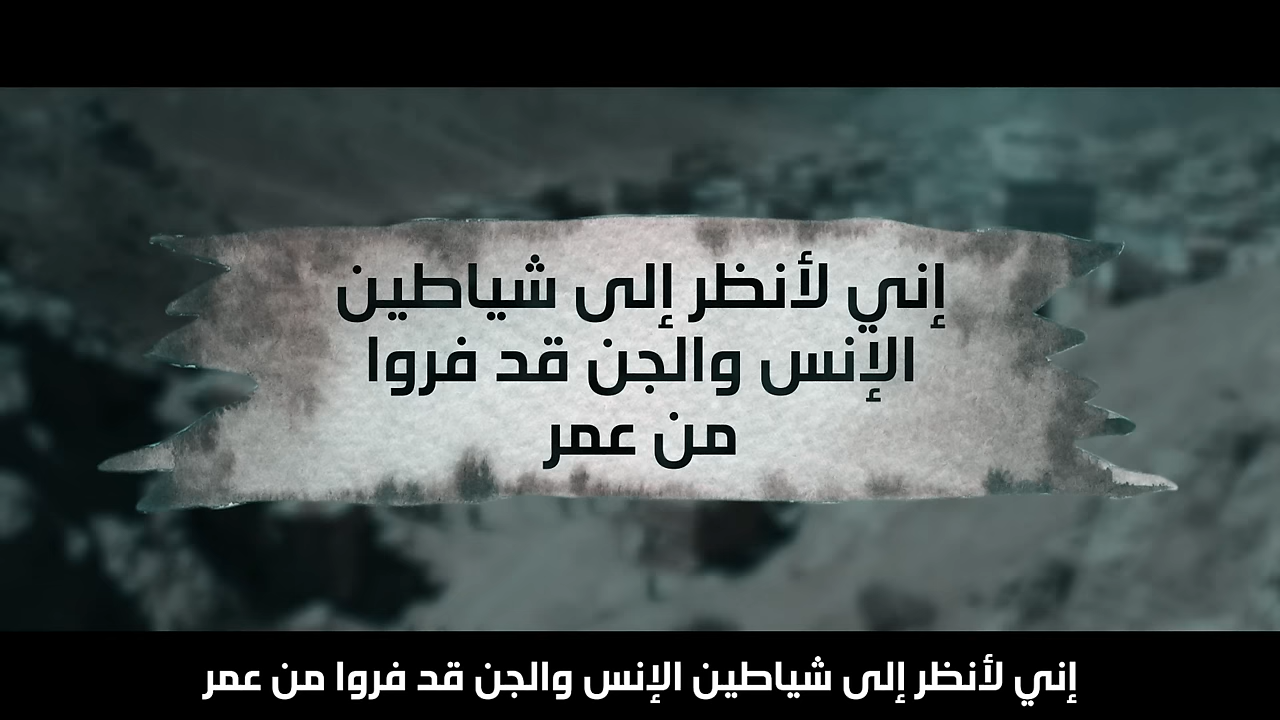 إني لأنظر إلى شياطين
الإنس والجن قد فروا
من عمر
إني لأنظر إلى شياطين الإنس والجن قد فروا من عمر